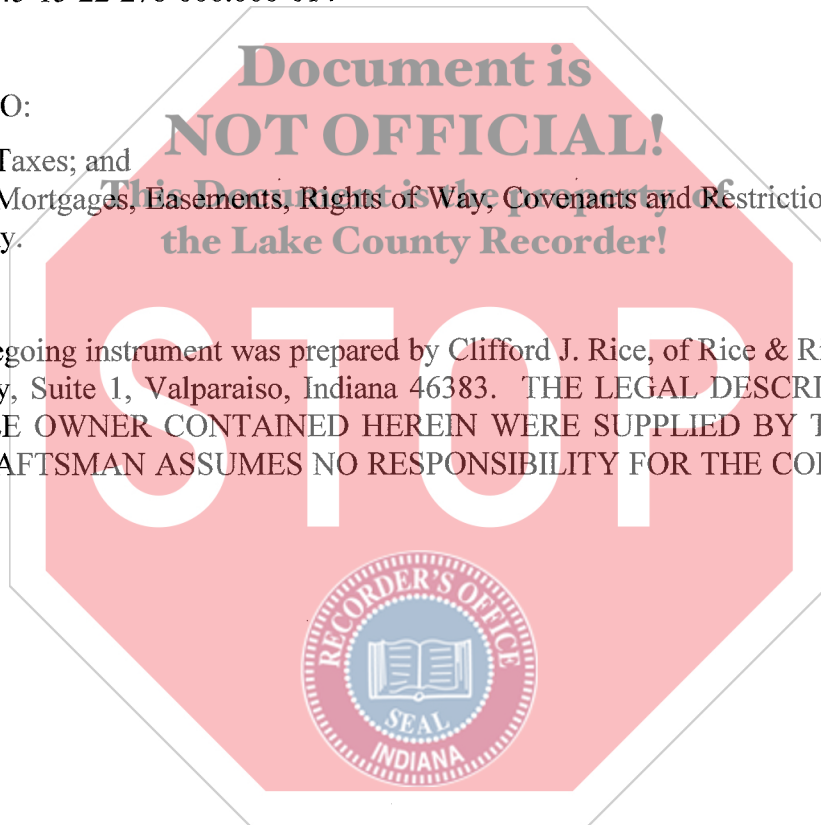 Document is
O:
NOT OFFICIAL!
Taxes; and
This Document is the property of
Mortgages, Easements, Rights of Way, Covenants and Restrictio
y.
the Lake County Recorder!
STOP
egoing instrument was prepared by Clifford J. Rice, of Rice & Ri
y, Suite 1, Valparaiso, Indiana 46383. THE LEGAL DESCRI
E OWNER CONTAINED HEREIN WERE SUPPLIED BY T
AFTSMAN ASSUMES NO RESPONSIBILITY FOR THE CO
RECORDER'S OFFICE
SEAL
INDIANA